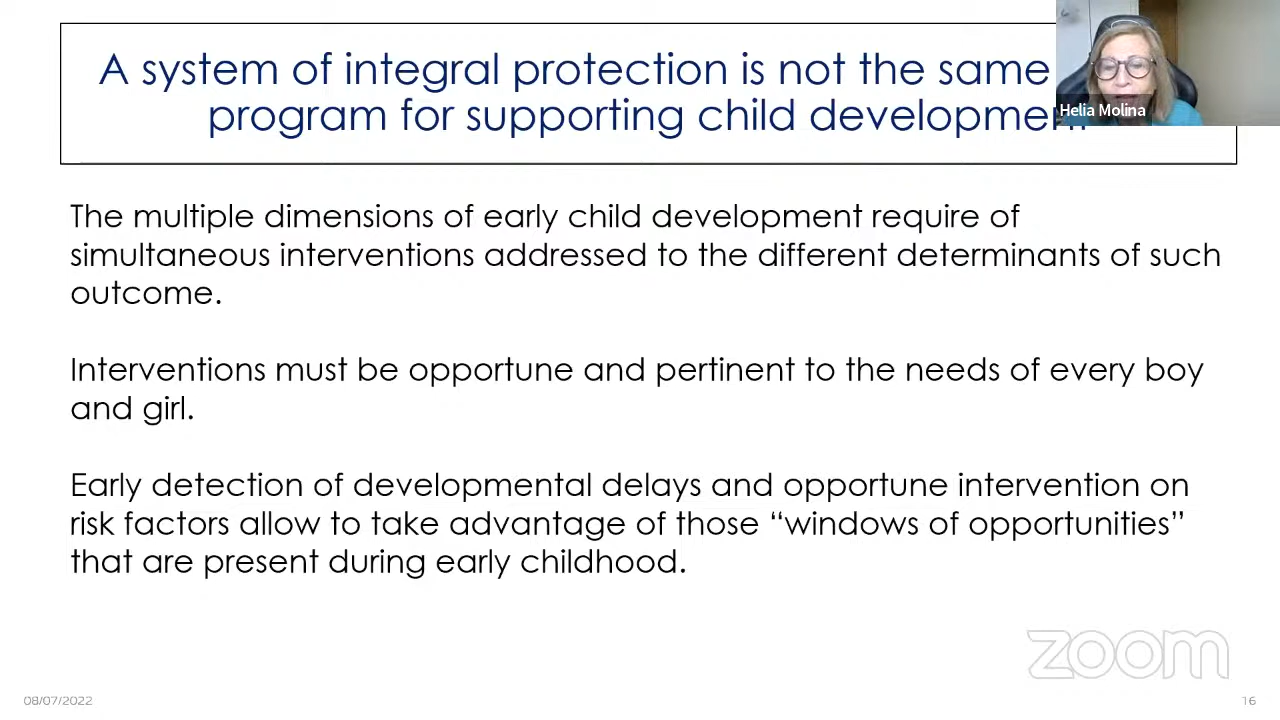 A system of integral protection is not the same
program for supporting child development
Helia Molina
The multiple dimensions of early child development require of
simultaneous interventions addressed to the different determinants of such
outcome.
Interventions must be opportune and pertinent to the needs of every boy
and girl.
Early detection of developmental delays and opportune intervention on
risk factors allow to take advantage of those “windows of opportunities”
that are present during early childhood.
zoom
08/07/2022
16